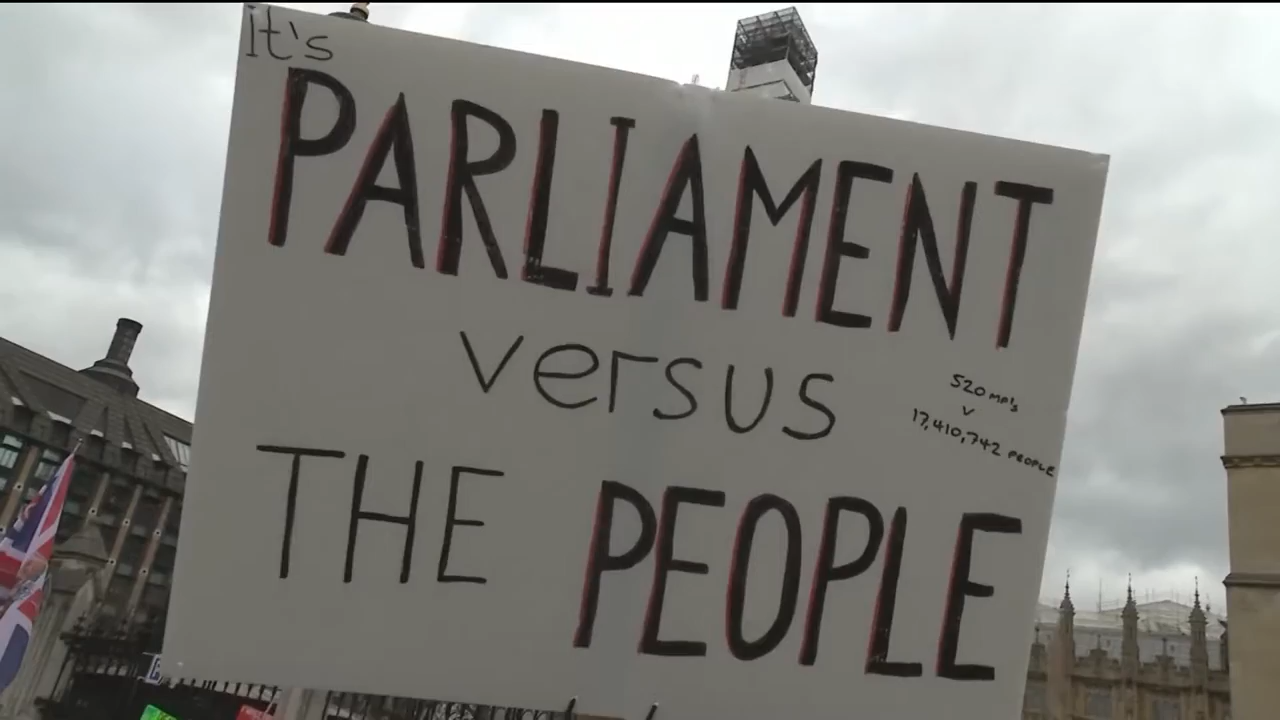 It's
PARLIAMENT
versus
520 MP's
v
17,410,742 PEOPLE
THE PEOPLE